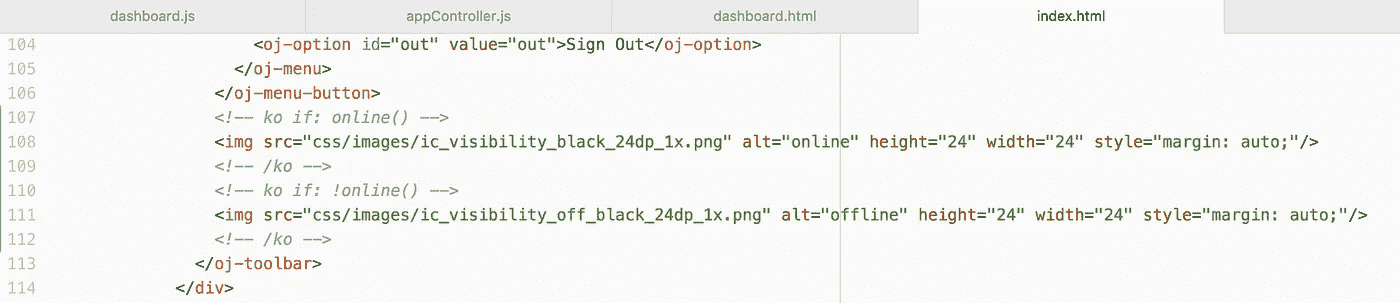 dashboard.js appController.js dashboard.html index.html
104 <oj-option id="out" value="out">Sign Out</oj-option>
105 </oj-menu>
106 </oj-menu-button>
107 <!-- ko if: online() -->
108 <img src="css/images/ic_visibility_black_24dp_1x.png" alt="online" height="24" width="24" style="margin: auto;"/>
109 <!-- /ko -->
110 <!-- ko if: !online() -->
111 <img src="css/images/ic_visibility_off_black_24dp_1x.png" alt="offline" height="24" width="24" style="margin: auto;"/>
112 <!-- /ko -->
113 </oj-toolbar>
114 </div>